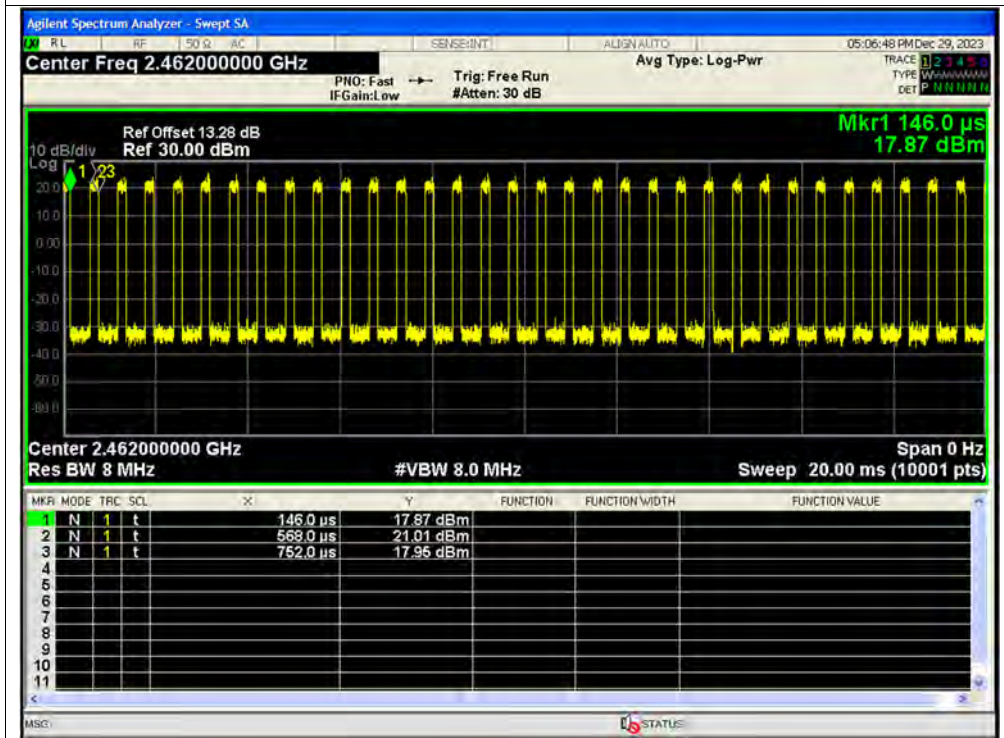 Agilent Spectrum Analyzer - Swept SA
RL RF 50 Ω AC SENSE:INT ALIGN AUTO 05:06:48 PM Dec 29, 2023
Center Freq 2.462000000 GHz Avg Type: Log-Pwr TRACE 1 2 3 4 5 6
PNO: Fast Trig: Free Run TYPE W
IFGain:Low #Atten: 30 dB DET P N N N N N
Mkr1 146.0 µs
Ref Offset 13.28 dB
10 dB/div Ref 30.00 dBm 17.87 dBm
Log
1 2 3
20.0
10.0
0.00
-10.0
-20.0
-30.0
-40.0
-50.0
-60.0
Center 2.462000000 GHz Span 0 Hz
Res BW 8 MHz #VBW 8.0 MHz Sweep 20.00 ms (10001 pts)
MKR MODE TRC SCL X Y FUNCTION FUNCTION WIDTH FUNCTION VALUE
1 N 1 t 146.0 µs 17.87 dBm
2 N 1 t 568.0 µs 21.01 dBm
3 N 1 t 752.0 µs 17.95 dBm
4
5
6
7
8
9
10
11
MSG STATUS